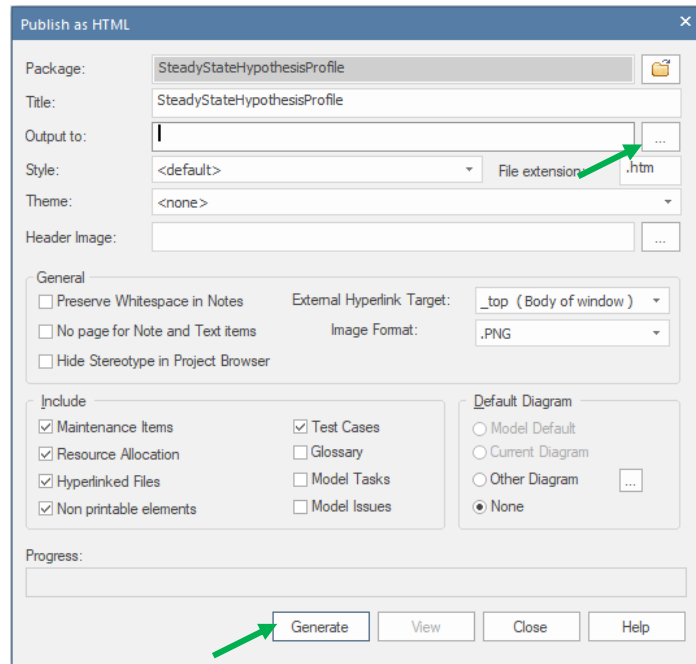 Publish as HTML
Package: SteadyStateHypothesisProfile
Title: SteadyStateHypothesisProfile
Output to: ...
Style: <default> File extension: .htm
Theme: <none>
Header Image: ...
General
Preserve Whitespace in Notes External Hyperlink Target: _top ( Body of window )
No page for Note and Text items Image Format: .PNG
Hide Stereotype in Project Browser
Include Default Diagram
Maintenance Items Test Cases Model Default
Resource Allocation Glossary Current Diagram
Hyperlinked Files Model Tasks Other Diagram ...
Non printable elements Model Issues None
Progress:
Generate View Close Help